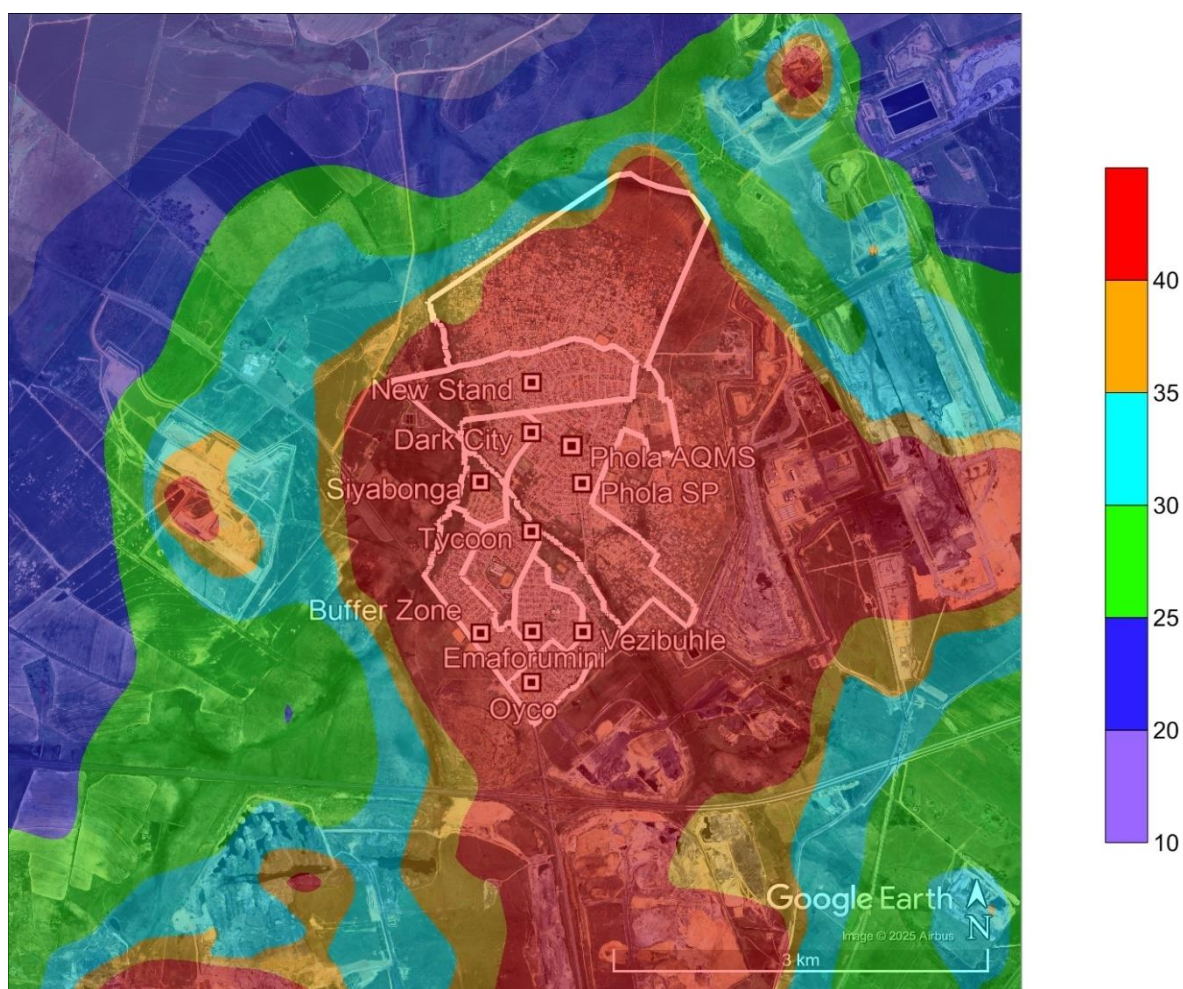 New Stand
Dark City
Phola AQMS
Siyabonga
Phola SP
Tycoon
Buffer Zone
Vezibuhle
Emaforumini
Oyco
Google Earth
N
Image © 2025 Airbus
3 km
40
35
30
25
20
10